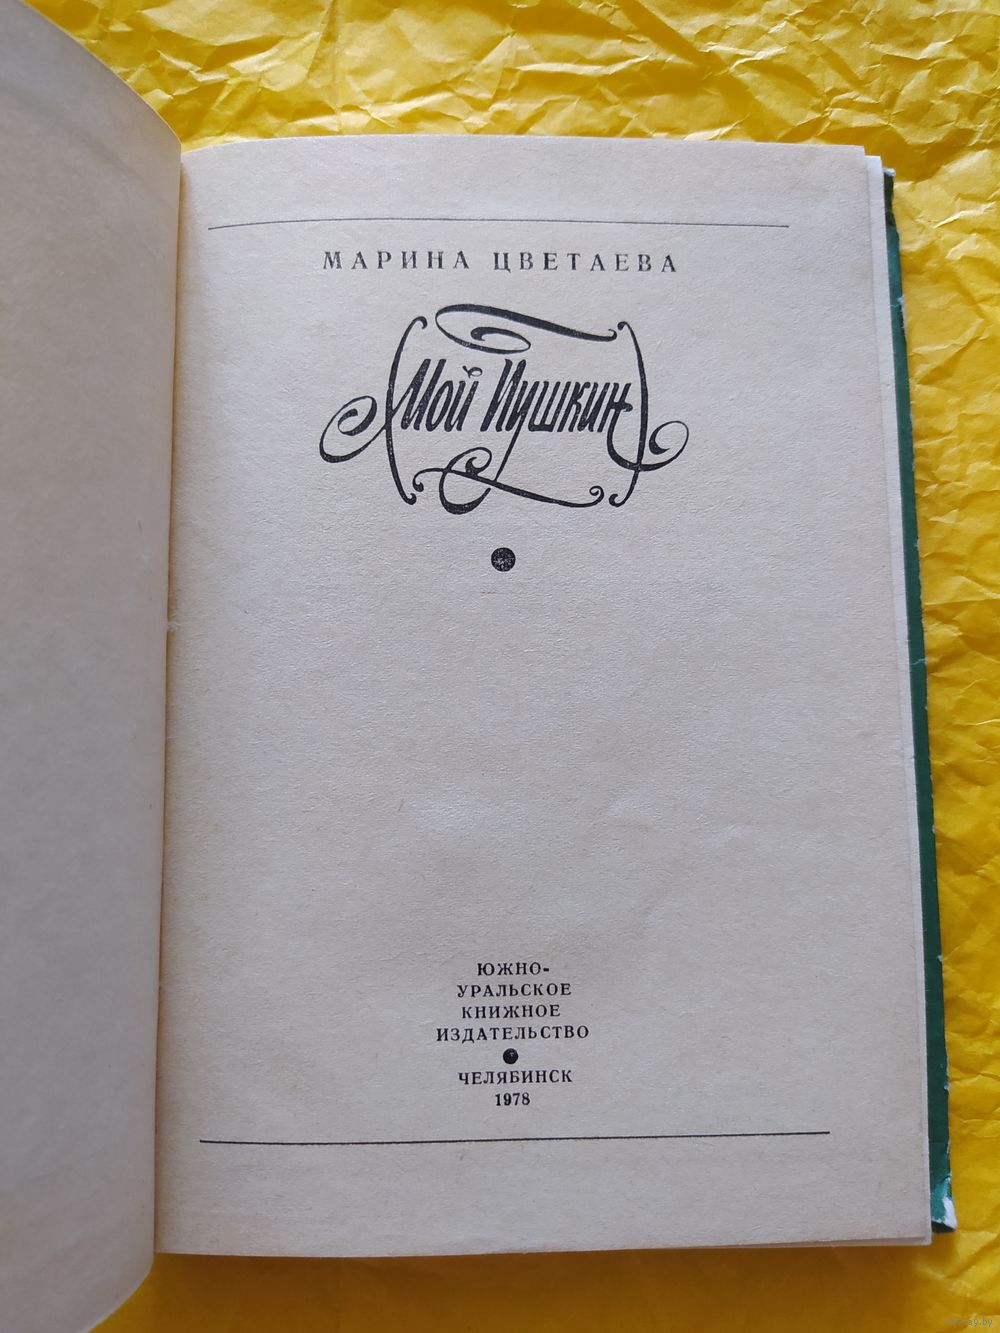 МАРИНА ЦВЕТАЕВА
Мой Пушкин
ЮЖНО-
УРАЛЬСКОЕ
КНИЖНОЕ
ИЗДАТЕЛЬСТВО
ЧЕЛЯБИНСК
1978